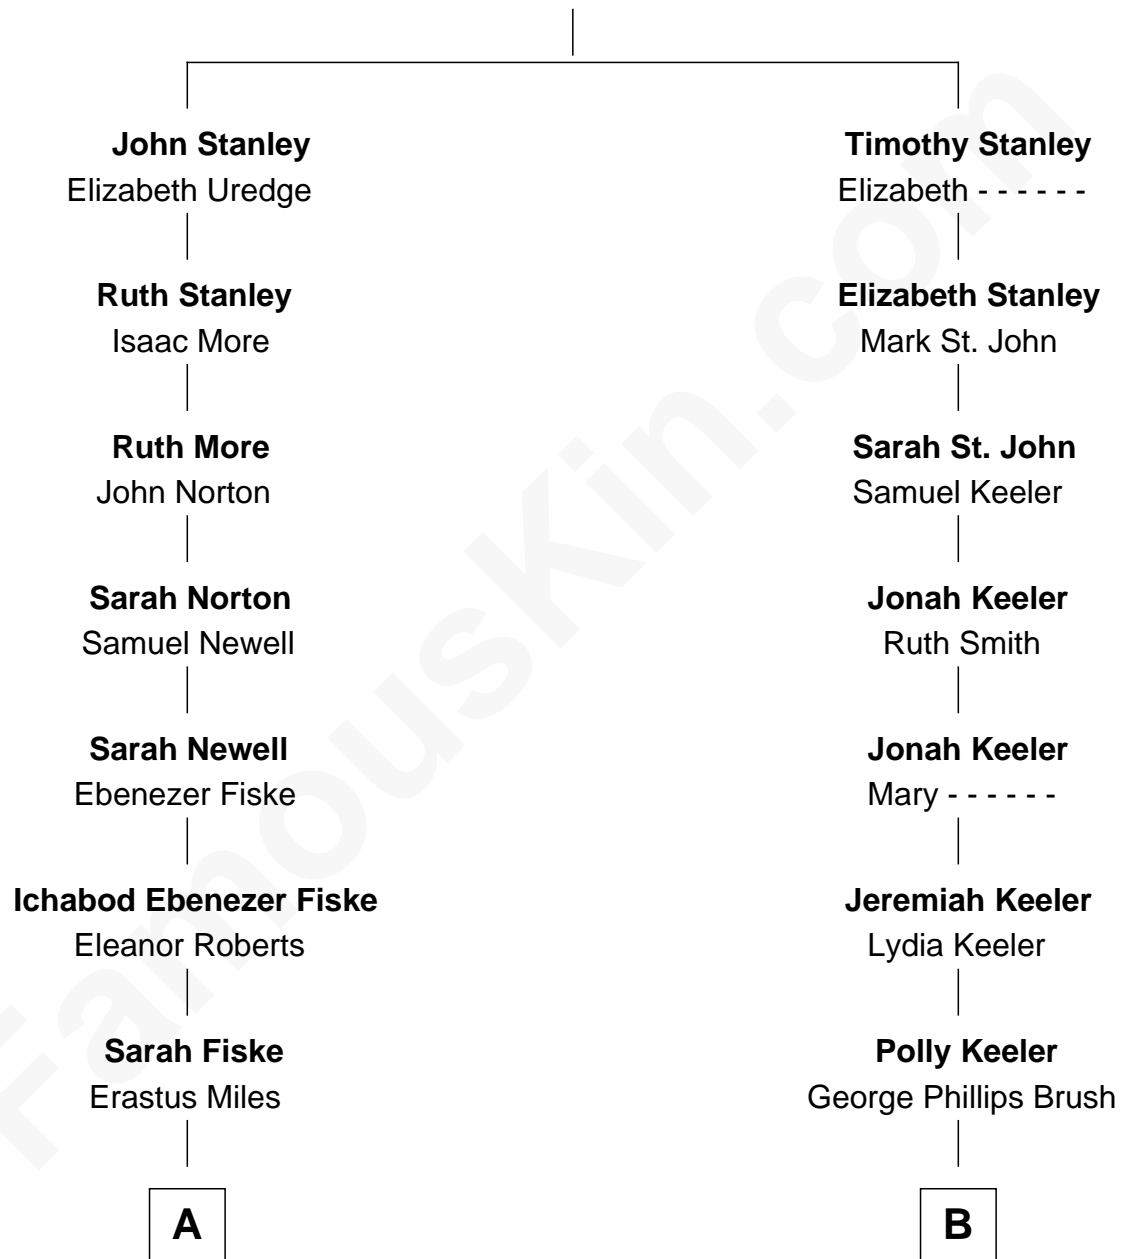 John Stanley
Elizabeth Uredge
Ruth Stanley
Isaac More
Ruth More
John Norton
Sarah Norton
Samuel Newell
Sarah Newell
Ebenezer Fiske
Ichabod Ebenezer Fiske
Eleanor Roberts
Sarah Fiske
Erastus Miles
A
Timothy Stanley
Elizabeth - - - - - -
Elizabeth Stanley
Mark St. John
Sarah St. John
Samuel Keeler
Jonah Keeler
Ruth Smith
Jonah Keeler
Mary - - - - - -
Jeremiah Keeler
Lydia Keeler
Polly Keeler
George Phillips Brush
B
FamousKin.com